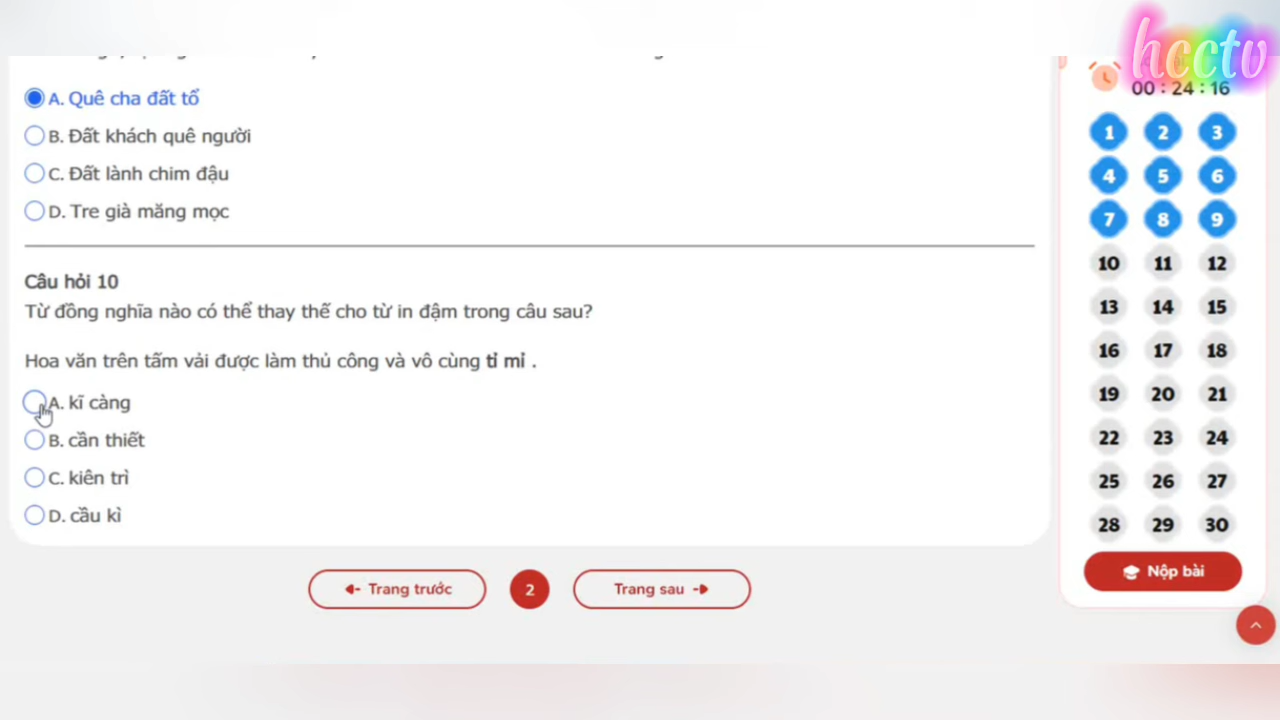 hcctv
00 : 24 : 16
A. Quê cha đất tổ
B. Đất khách quê người
C. Đất lành chim đậu
D. Tre già măng mọc
Câu hỏi 10
Từ đồng nghĩa nào có thể thay thế cho từ in đậm trong câu sau?
Hoa văn trên tấm vải được làm thủ công và vô cùng tỉ mỉ .
A. kĩ càng
B. cần thiết
C. kiên trì
D. cầu kì
Trang trước
2
Trang sau
1 2 3
4 5 6
7 8 9
10 11 12
13 14 15
16 17 18
19 20 21
22 23 24
25 26 27
28 29 30
Nộp bài